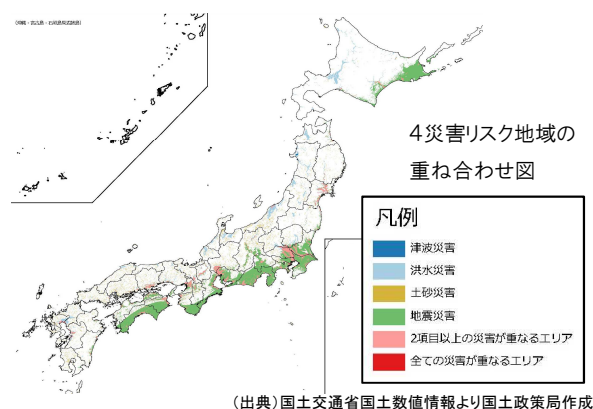 4災害リスク地域の
重ね合わせ図
凡例
津波災害
洪水災害
土砂災害
地震災害
2項目以上の災害が重なるエリア
全ての災害が重なるエリア
(出典)国土交通省国土数値情報より国土政策局作成